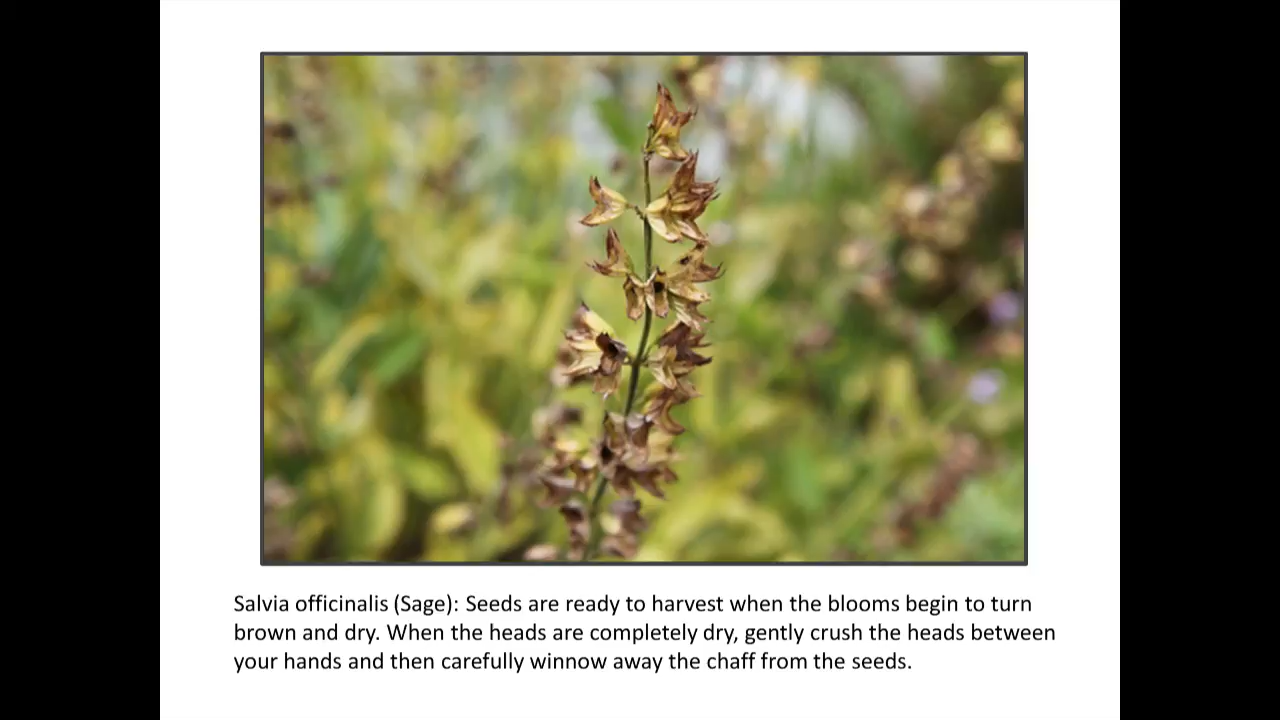 Salvia officinalis (Sage): Seeds are ready to harvest when the blooms begin to turn
brown and dry. When the heads are completely dry, gently crush the heads between
your hands and then carefully winnow away the chaff from the seeds.